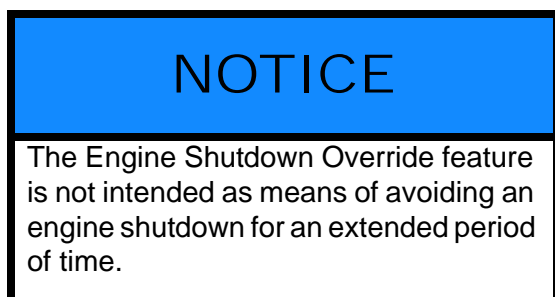 NOTICE
The Engine Shutdown Override feature
is not intended as means of avoiding an
engine shutdown for an extended period
of time.